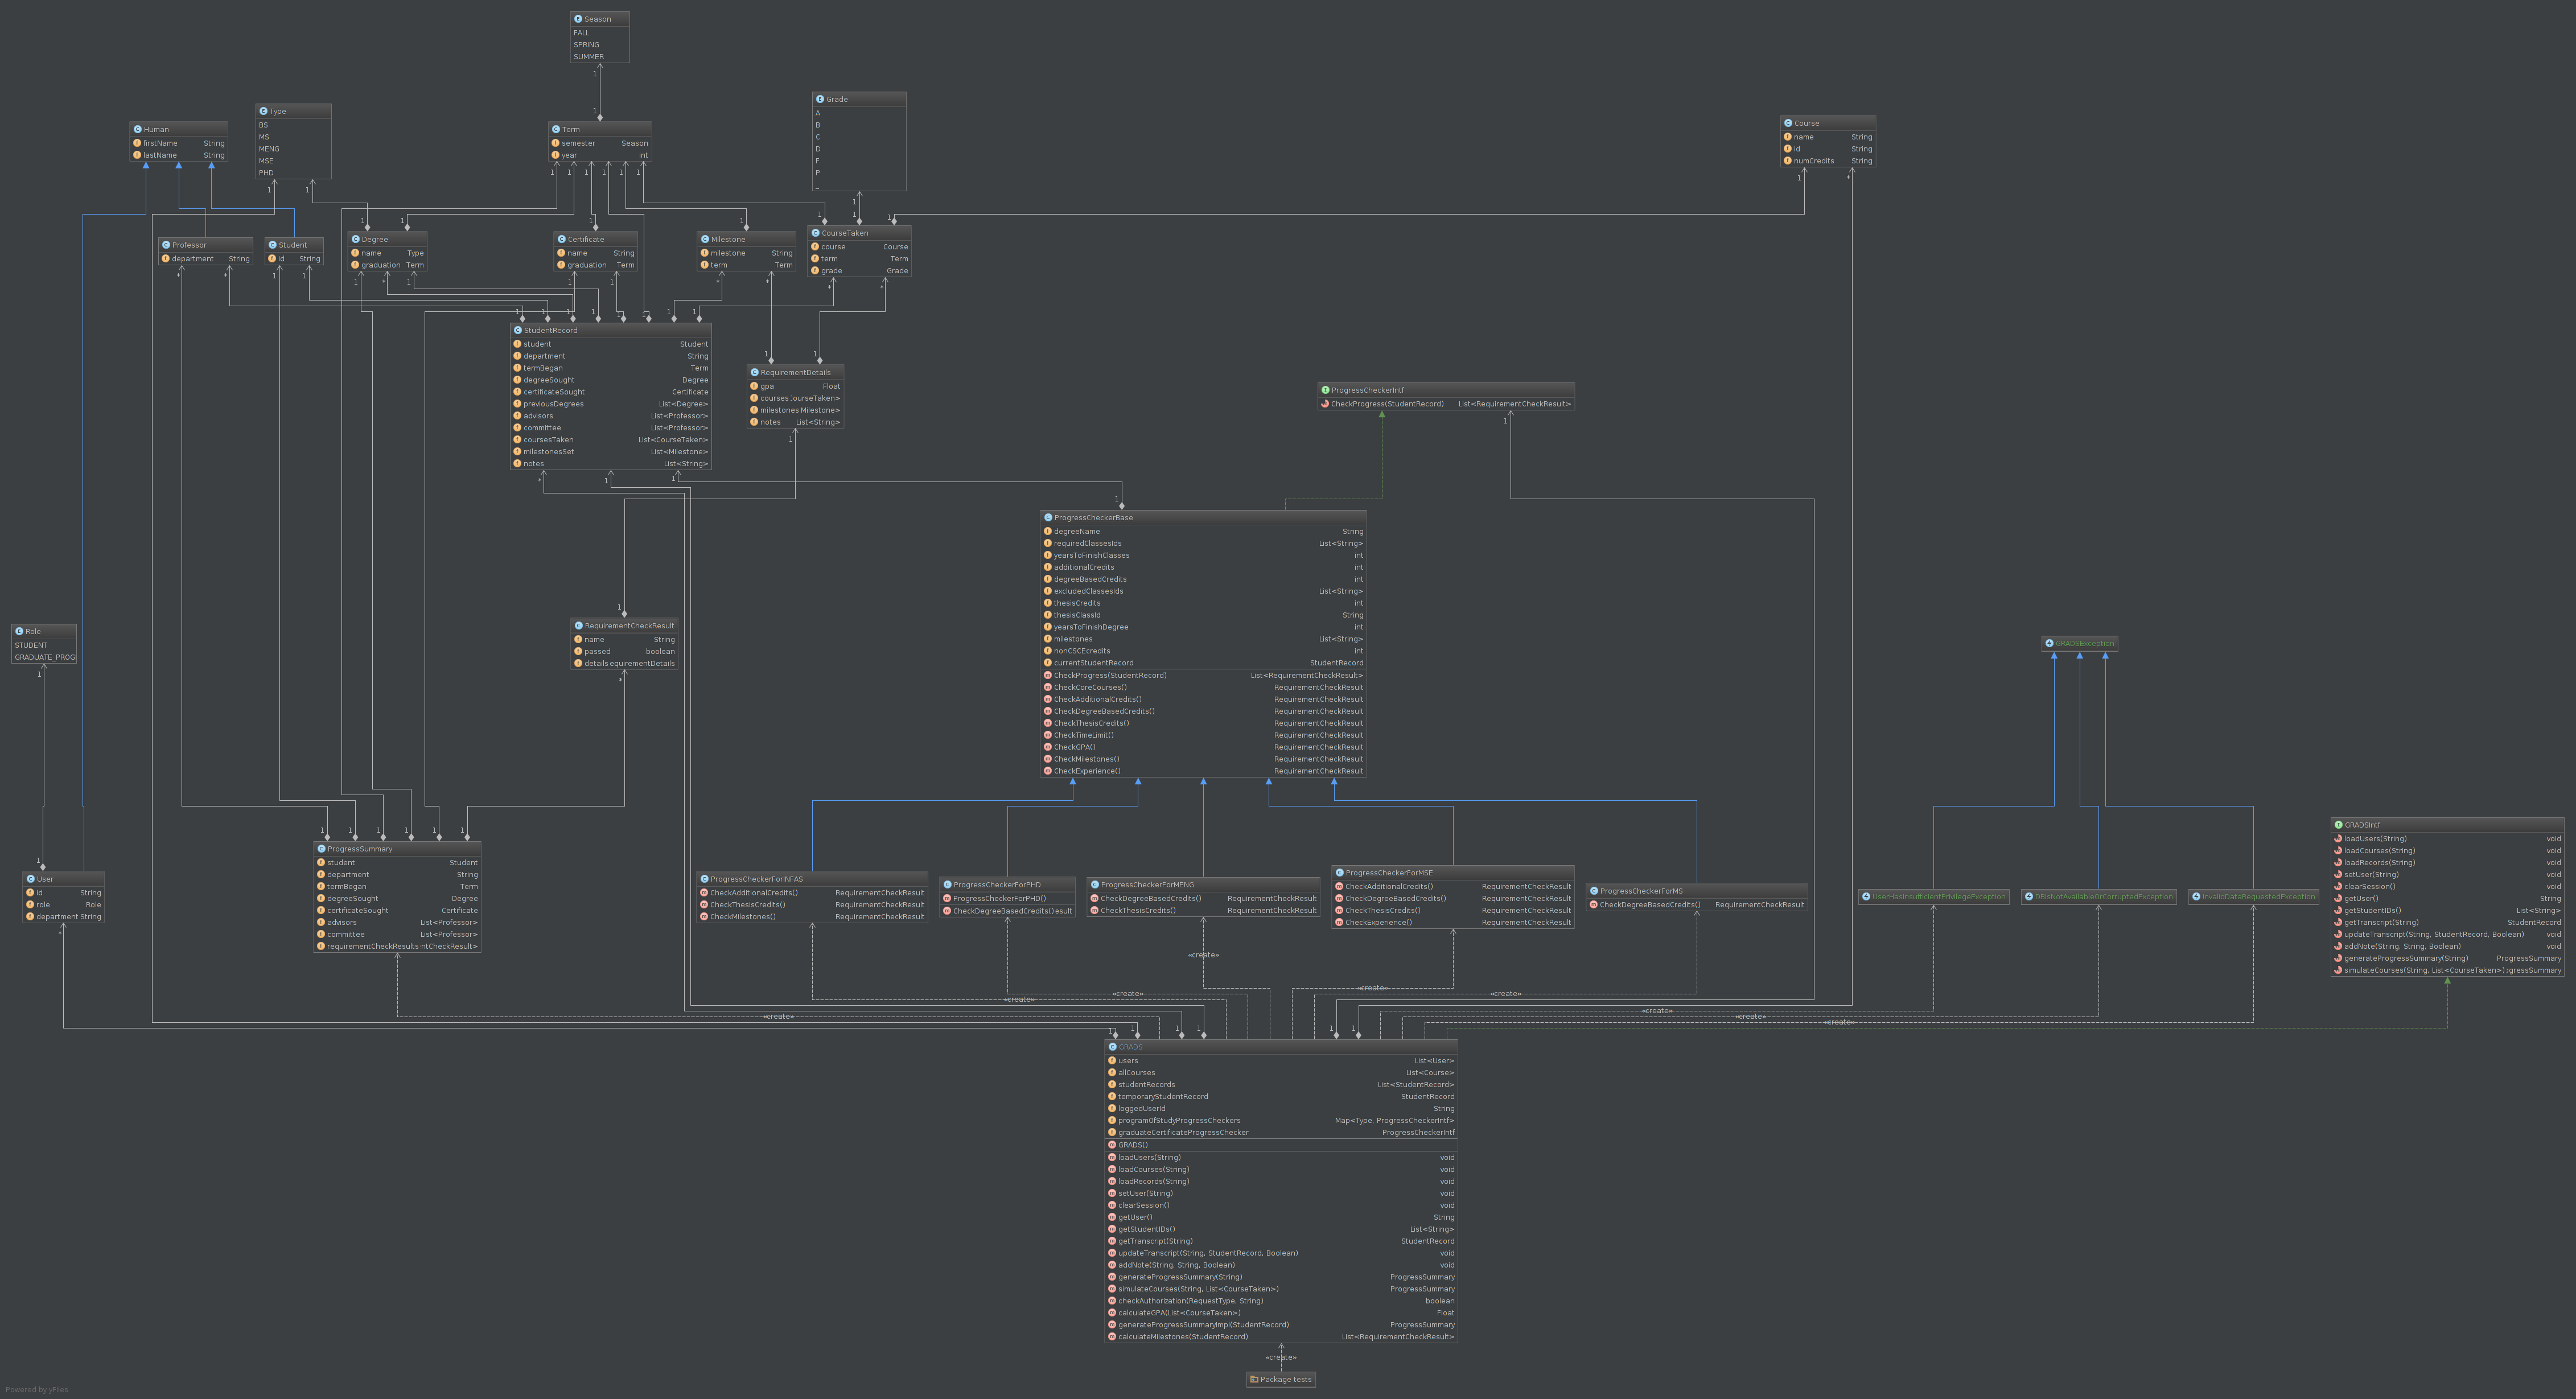 Season
FALL
SPRING
SUMMER
1
1
Type
BS
MS
MENG
MSE
PHD
Grade
A
B
C
D
F
P
_
Human
firstName String
lastName String
Term
semester Season
year int
Course
name String
id String
numCredits String
Professor
department String
Student
id String
Degree
name Type
graduation Term
Certificate
name String
graduation Term
Milestone
milestone String
term Term
CourseTaken
course Course
term Term
grade Grade
StudentRecord
student Student
department String
termBegan Term
degreeSought Degree
certificateSought Certificate
previousDegrees List<Degree>
advisors List<Professor>
committee List<Professor>
coursesTaken List<CourseTaken>
milestonesSet List<Milestone>
notes List<String>
RequirementDetails
gpa Float
courses :ourseTaken>
milestones Milestone>
notes List<String>
ProgressCheckerIntf
CheckProgress(StudentRecord) List<RequirementCheckResult>
ProgressCheckerBase
degreeName String
requiredClassesIds List<String>
yearsToFinishClasses int
additionalCredits int
degreeBasedCredits int
excludedClassesIds List<String>
thesisCredits int
thesisClassId String
yearsToFinishDegree int
milestones List<String>
nonCSCEcredits int
currentStudentRecord StudentRecord
CheckProgress(StudentRecord) List<RequirementCheckResult>
CheckCoreCourses() RequirementCheckResult
CheckAdditionalCredits() RequirementCheckResult
CheckDegreeBasedCredits() RequirementCheckResult
CheckThesisCredits() RequirementCheckResult
CheckTimeLimit() RequirementCheckResult
CheckGPA() RequirementCheckResult
CheckMilestones() RequirementCheckResult
CheckExperience() RequirementCheckResult
Role
STUDENT
GRADUATE_PROG
RequirementCheckResult
name String
passed boolean
details equirementDetails
GRADSException
User
id String
role Role
department String
ProgressSummary
student Student
department String
termBegan Term
degreeSought Degree
certificateSought Certificate
advisors List<Professor>
committee List<Professor>
requirementCheckResults ntCheckResult>
ProgressCheckerForINFAS
CheckAdditionalCredits() RequirementCheckResult
CheckThesisCredits() RequirementCheckResult
CheckMilestones() RequirementCheckResult
ProgressCheckerForPHD
ProgressCheckerForPHD()
CheckDegreeBasedCredits() esult
ProgressCheckerForMENG
CheckDegreeBasedCredits() RequirementCheckResult
CheckThesisCredits() RequirementCheckResult
ProgressCheckerForMSE
CheckAdditionalCredits() RequirementCheckResult
CheckDegreeBasedCredits() RequirementCheckResult
CheckThesisCredits() RequirementCheckResult
CheckExperience() RequirementCheckResult
ProgressCheckerForMS
CheckDegreeBasedCredits() RequirementCheckResult
UserHasInsufficientPrivilegeException
DBIsNotAvailableOrCorruptedException
InvalidDataRequestedException
GRADSIntf
loadUsers(String) void
loadCourses(String) void
loadRecords(String) void
setUser(String) void
clearSession() void
getUser() String
getStudentIDs() List<String>
getTranscript(String) StudentRecord
updateTranscript(String, StudentRecord, Boolean) void
addNote(String, String, Boolean) void
generateProgressSummary(String) ProgressSummary
simulateCourses(String, List<CourseTaken>) rogressSummary
«create»
«create»
«create»
«create»
«create»
«create»
«create»
«create»
«create»
GRADS
users List<User>
allCourses List<Course>
studentRecords List<StudentRecord>
temporaryStudentRecord StudentRecord
loggedUserId String
programOfStudyProgressCheckers Map<Type, ProgressCheckerIntf>
graduateCertificateProgressChecker ProgressCheckerIntf
GRADS()
loadUsers(String) void
loadCourses(String) void
loadRecords(String) void
setUser(String) void
clearSession() void
getUser() String
getStudentIDs() List<String>
getTranscript(String) StudentRecord
updateTranscript(String, StudentRecord, Boolean) void
addNote(String, String, Boolean) void
generateProgressSummary(String) ProgressSummary
simulateCourses(String, List<CourseTaken>) ProgressSummary
checkAuthorization(RequestType, String) boolean
calculateGPA(List<CourseTaken>) Float
generateProgressSummaryImpl(StudentRecord) ProgressSummary
calculateMilestones(StudentRecord) List<RequirementCheckResult>
«create»
Package tests
Powered by yFiles